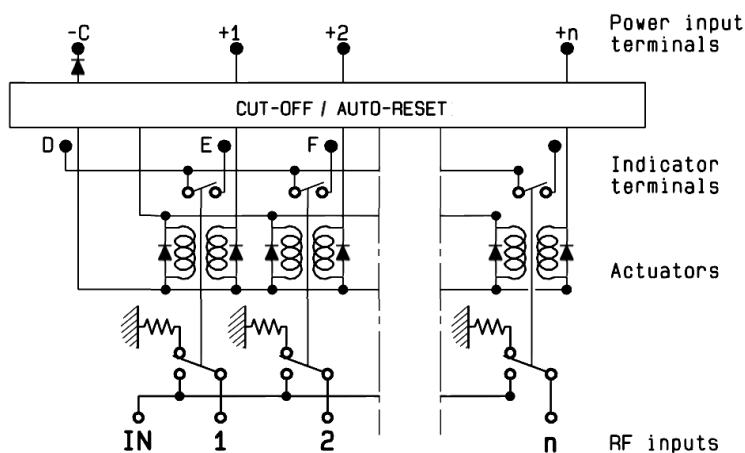 -C +1 +2 +n Power input
terminals
CUT-OFF / AUTO-RESET
D E F Indicator
terminals
Actuators
IN 1 2 n RF inputs